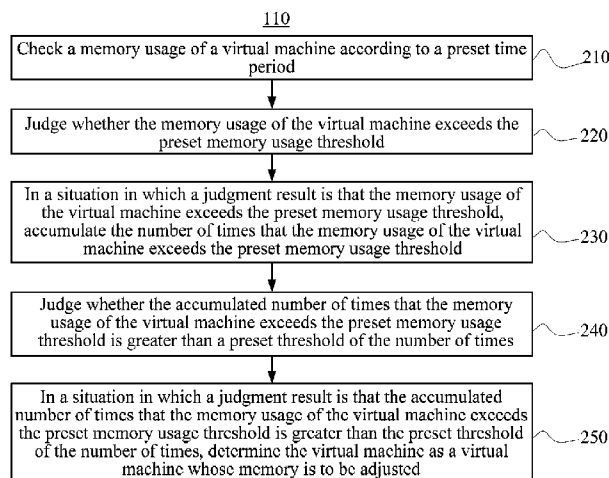 110
Check a memory usage of a virtual machine according to a preset time
period
210
Judge whether the memory usage of the virtual machine exceeds the
preset memory usage threshold
220
In a situation in which a judgment result is that the memory usage of
the virtual machine exceeds the preset memory usage threshold,
accumulate the number of times that the memory usage of the virtual
machine exceeds the preset memory usage threshold
230
Judge whether the accumulated number of times that the memory
usage of the virtual machine exceeds the preset memory usage
threshold is greater than a preset threshold of the number of times
240
In a situation in which a judgment result is that the accumulated
number of times that the memory usage of the virtual machine exceeds
the preset memory usage threshold is greater than the preset threshold
of the number of times, determine the virtual machine as a virtual
machine whose memory is to be adjusted
250